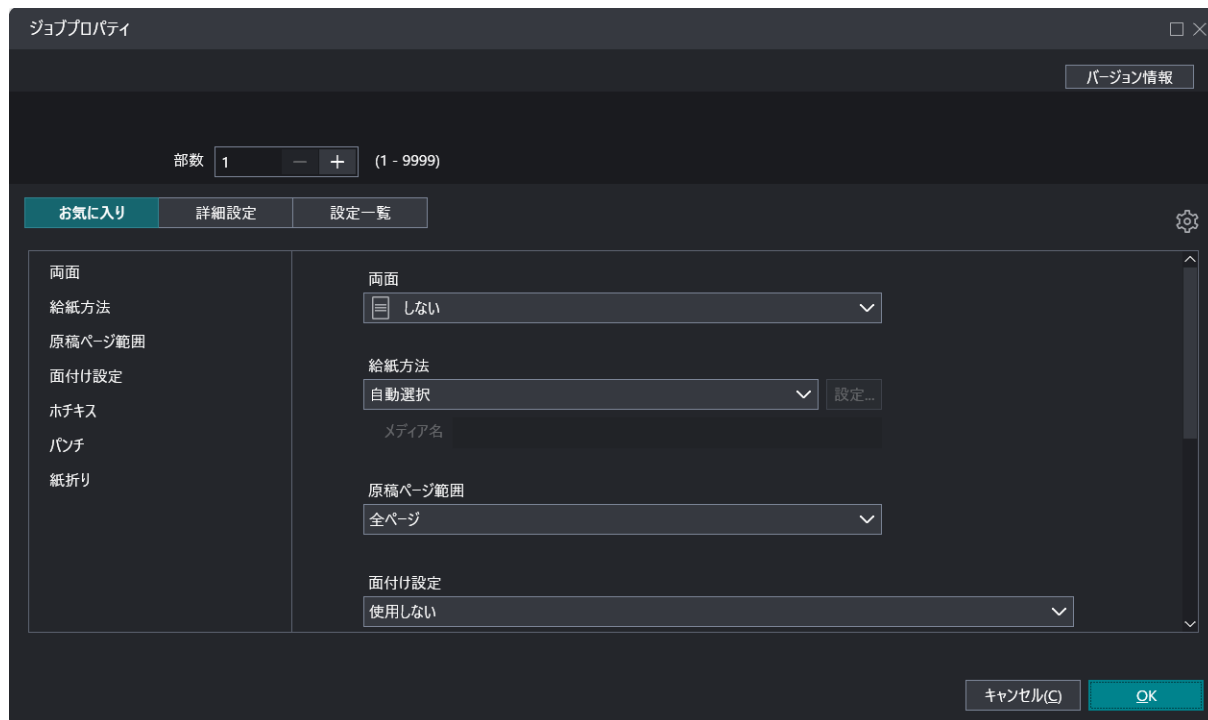 ジョブプロパティ
バージョン情報
部数 1 (1 - 9999)
お気に入り 詳細設定 設定一覧
両面
給紙方法
原稿ページ範囲
面付け設定
ホチキス
パンチ
紙折り
両面
しない
給紙方法
自動選択 設定...
メディア名
原稿ページ範囲
全ページ
面付け設定
使用しない
キャンセル(C) OK